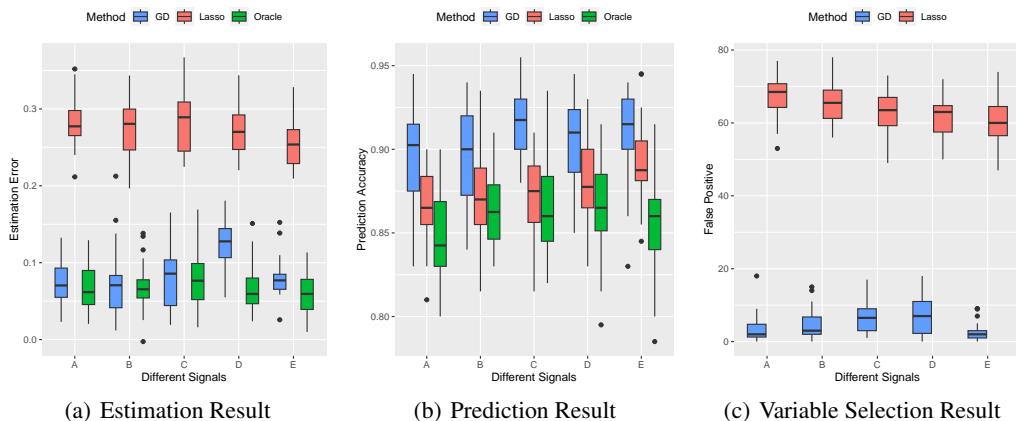 Method GD Lasso Oracle
Estimation Error
0.3
0.2
0.1
0.0
A B C D E
Different Signals
(a) Estimation Result
Method GD Lasso Oracle
Prediction Accuracy
0.95
0.90
0.85
0.80
A B C D E
Different Signals
(b) Prediction Result
Method GD Lasso
False Positive
80
60
40
20
0
A B C D E
Different Signals
(c) Variable Selection Result